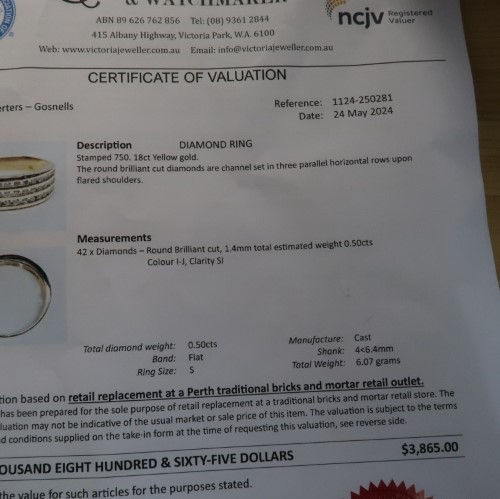 & WATCHMAKER
ABN 89 626 762 856 Tel: (08) 9361 2844
415 Albany Highway, Victoria Park, W.A. 6100
Web: www.victoriajeweller.com.au Email: info@victoriajeweller.com.au
ncjv Registered
Valuer
CERTIFICATE OF VALUATION
erters – Gosnells
Reference: 1124-250281
Date: 24 May 2024
Description DIAMOND RING
Stamped 750. 18ct Yellow gold.
The round brilliant cut diamonds are channel set in three parallel horizontal rows upon
flared shoulders.
Measurements
42 x Diamonds – Round Brilliant cut, 1.4mm total estimated weight 0.50cts
Colour I-J, Clarity SI
Total diamond weight: 0.50cts
Band: Flat
Ring Size: S
Manufacture: Cast
Shank: 4<6.4mm
Total Weight: 6.07 grams
tion based on retail replacement at a Perth traditional bricks and mortar retail outlet.
has been prepared for the sole purpose of retail replacement at a traditional bricks and mortar retail store. The
luation may not be indicative of the usual market or sale price of this item. The valuation is subject to the terms
d conditions supplied on the take-in form at the time of requesting this valuation, see reverse side.
OUSAND EIGHT HUNDRED & SIXTY-FIVE DOLLARS $3,865.00
the value for such articles for the purposes stated.